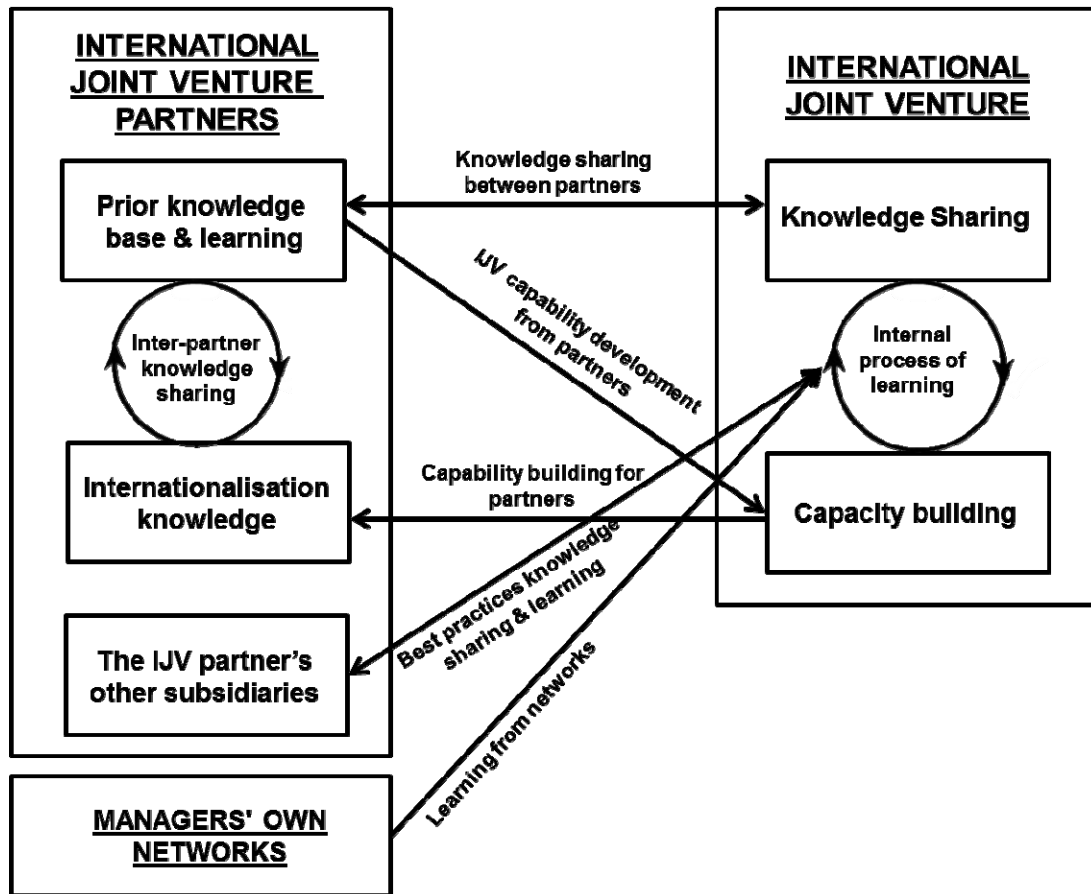 INTERNATIONAL
JOINT VENTURE
PARTNERS
Prior knowledge
base & learning
Inter-partner
knowledge
sharing
Internationalisation
knowledge
The IJV partner's
other subsidiaries
MANAGERS' OWN
NETWORKS
Knowledge sharing
between partners
IJV capability development
from partners
Capability building for
partners
Best practices knowledge
sharing & learning
Learning from networks
INTERNATIONAL
JOINT VENTURE
Knowledge Sharing
Internal
process of
learning
Capacity building